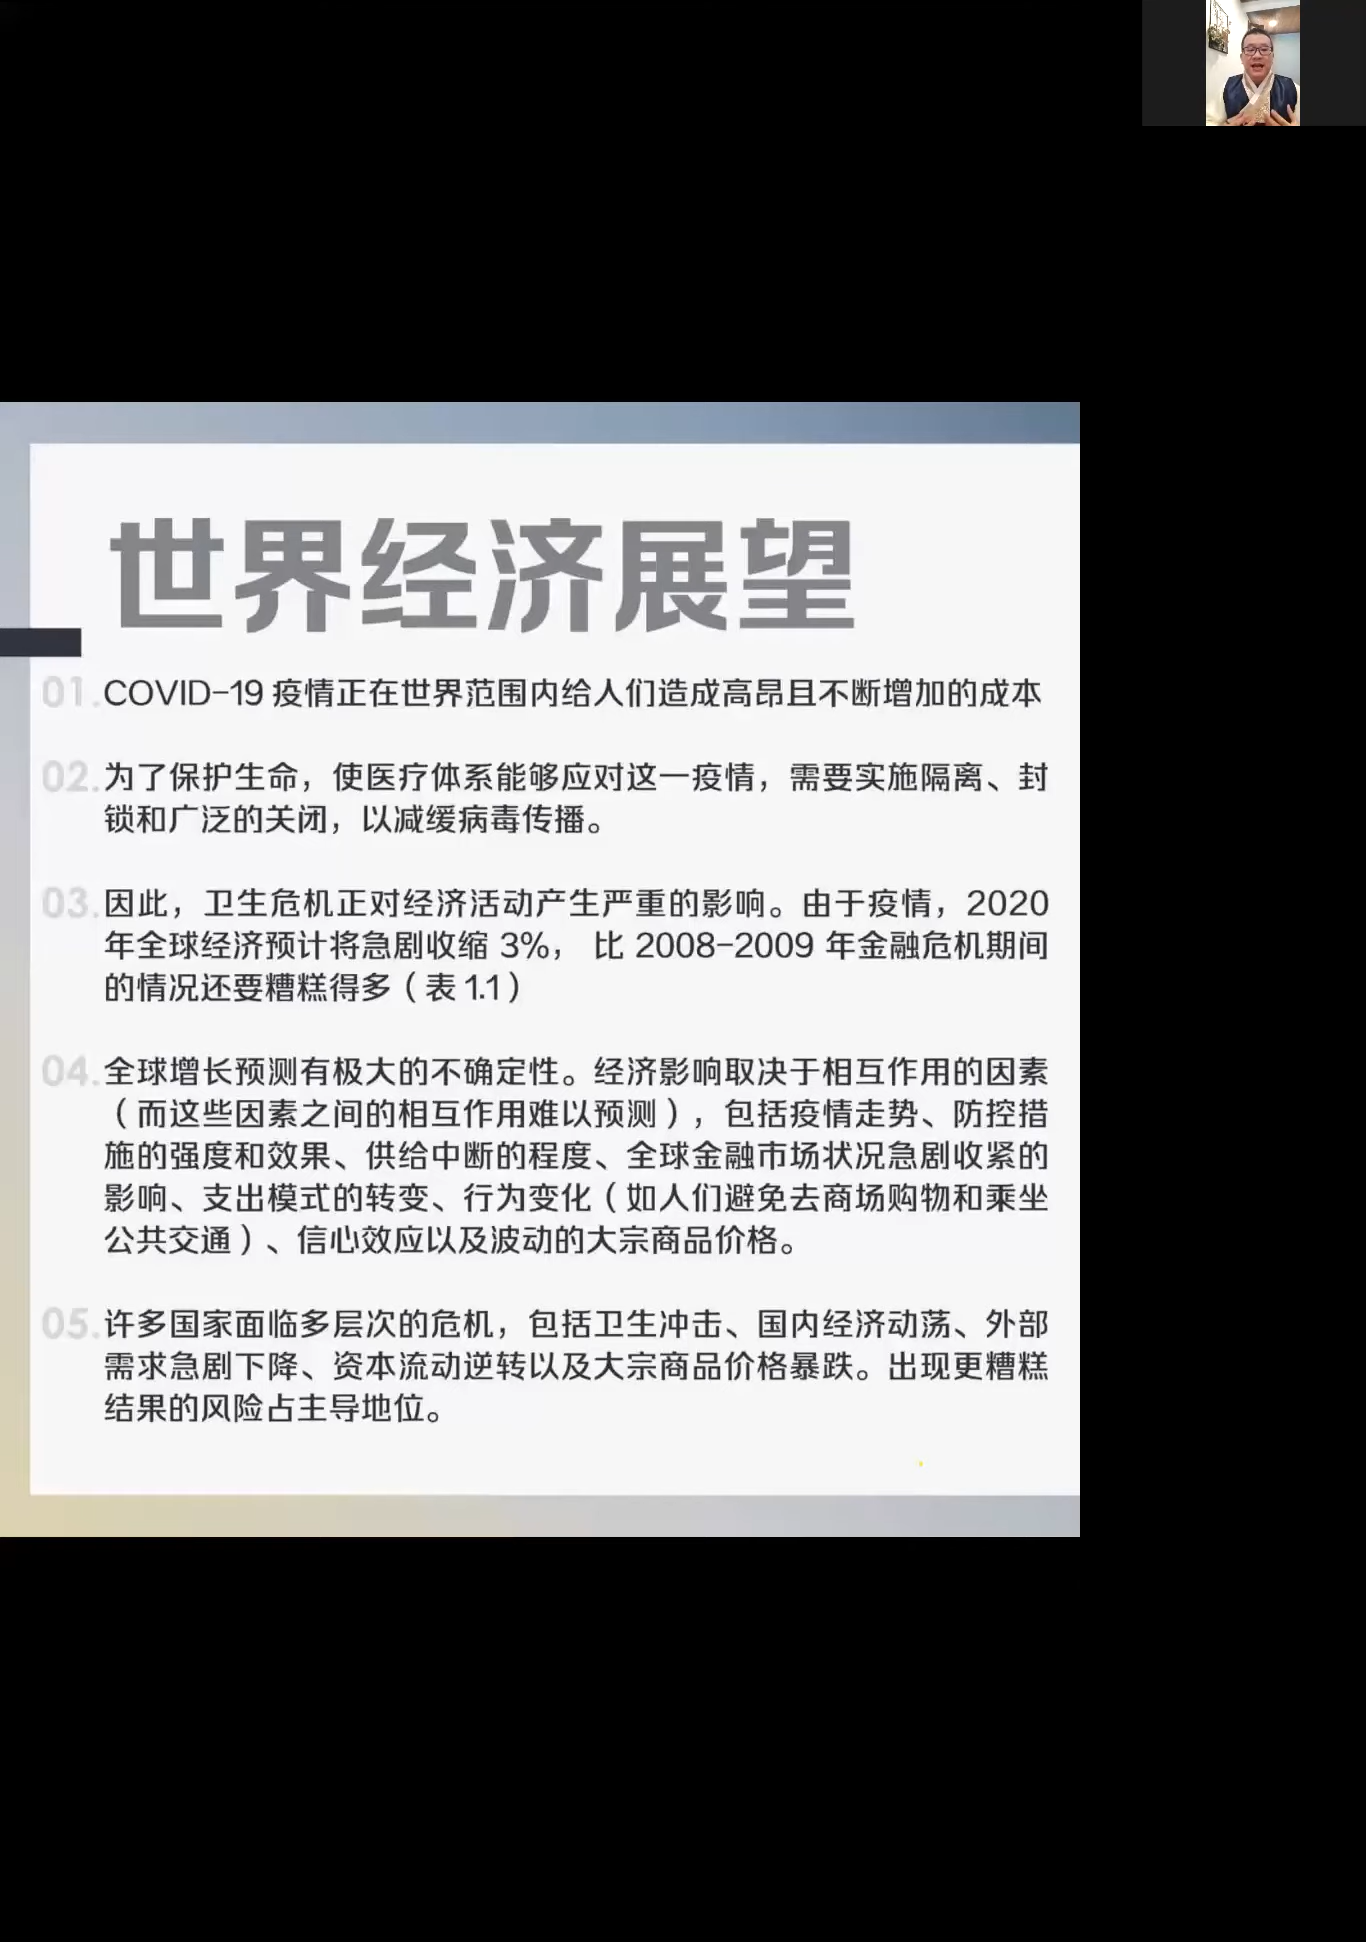 世界经济展望
01.COVID-19 疫情正在世界范围内给人们造成高昂且不断增加的成本
02.为了保护生命，使医疗体系能够应对这一疫情，需要实施隔离、封
锁和广泛的关闭，以减缓病毒传播。
03.因此，卫生危机正对经济活动产生严重的影响。由于疫情，2020
年全球经济预计将急剧收缩 3%， 比 2008-2009 年金融危机期间
的情况还要糟糕得多（表 1.1）
04.全球增长预测有极大的不确定性。经济影响取决于相互作用的因素
（而这些因素之间的相互作用难以预测），包括疫情走势、防控措
施的强度和效果、供给中断的程度、全球金融市场状况急剧收紧的
影响、支出模式的转变、行为变化（如人们避免去商场购物和乘坐
公共交通）、信心效应以及波动的大宗商品价格。
05.许多国家面临多层次的危机，包括卫生冲击、国内经济动荡、外部
需求急剧下降、资本流动逆转以及大宗商品价格暴跌。出现更糟糕
结果的风险占主导地位。